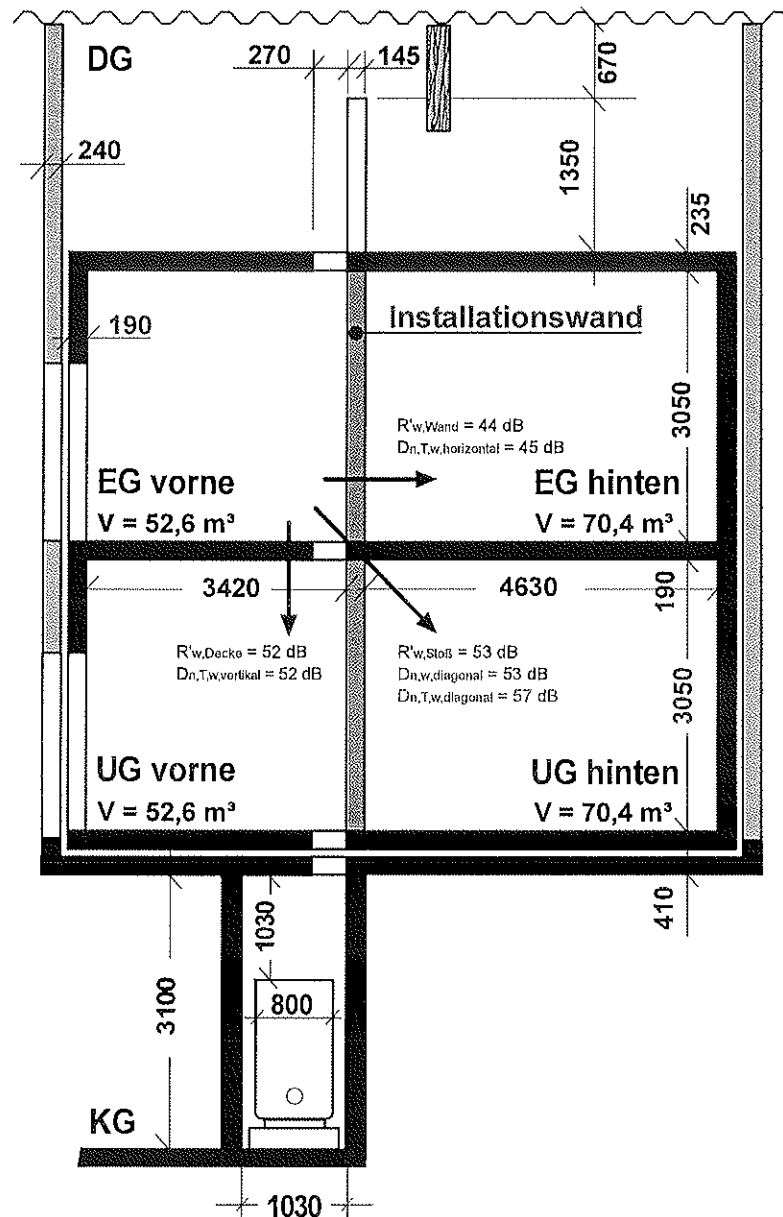 DG
270
145
670
240
1350
235
190
Installationswand
R'w,Wand = 44 dB
Dn,T,w,horizontal = 45 dB
3050
EG vorne
V = 52,6 m³
EG hinten
V = 70,4 m³
3420
4630
190
R'w,Decke = 52 dB
Dn,T,w,vertikal = 52 dB
R'w,Stoß = 53 dB
Dn,w,diagonal = 53 dB
Dn,T,w,diagonal = 57 dB
3050
UG vorne
V = 52,6 m³
UG hinten
V = 70,4 m³
410
1030
3100
800
KG
1030